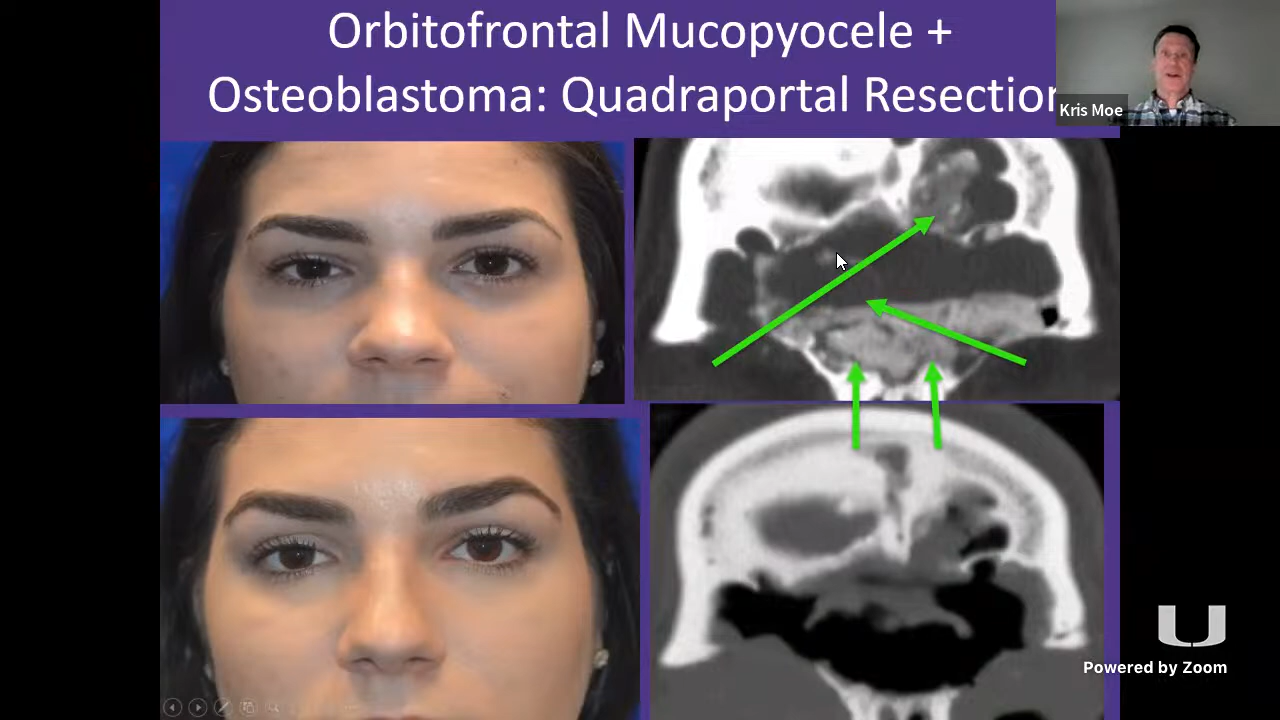 Orbitofrontal Mucopyocele +
Osteoblastoma: Quadraportal Resection
Kris Moe
U
Powered by Zoom